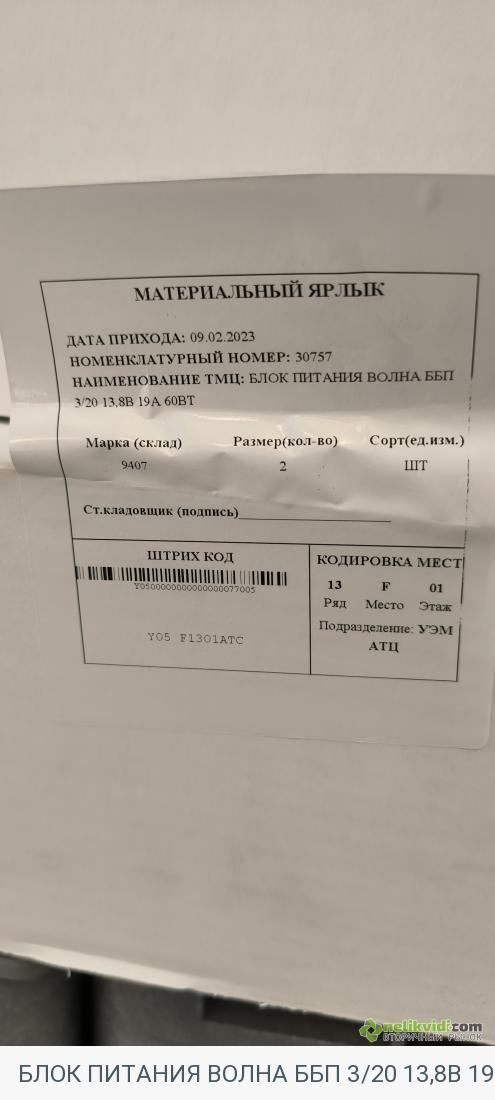 МАТЕРИАЛЬНЫЙ ЯРЛЫК
ДАТА ПРИХОДА: 09.02.2023
НОМЕНКЛАТУРНЫЙ НОМЕР: 30757
НАИМЕНОВАНИЕ ТМЦ: БЛОК ПИТАНИЯ ВОЛНА ББП
3/20 13,8В 19А 60ВТ
Марка (склад) Размер(кол-во) Сорт(ед.изм.)
9407 2 ШТ
Ст.кладовщик (подпись)
ШТРИХ КОД
Y05000000000000000077005
Y05 F1301ATC
КОДИРОВКА МЕСТ
13 F 01
Ряд Место Этаж
Подразделение: УЭМ
АТЦ
nelikvidi.com
ВТОРИЧНЫЙ РЫНОК
БЛОК ПИТАНИЯ ВОЛНА ББП 3/20 13,8В 19